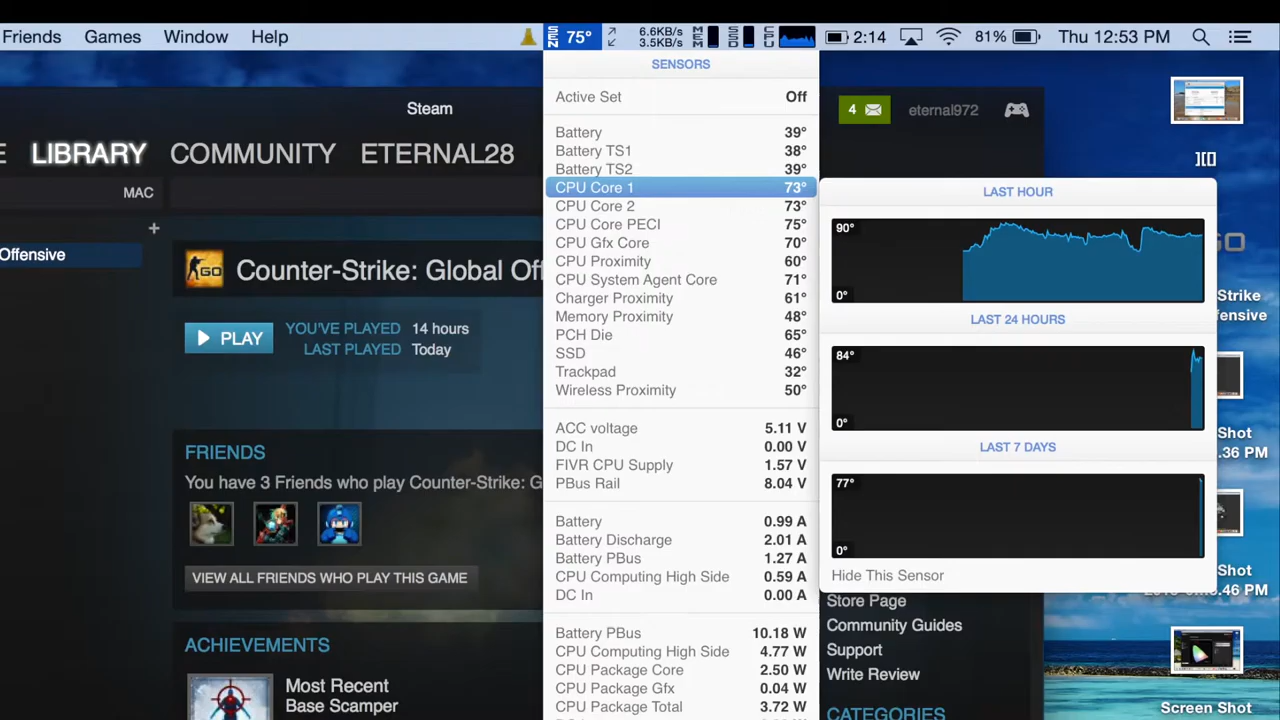 Friends Games Window Help SEN 75° 6.6KB/s 3.5KB/s MEM SSD CPU 2:14 81% Thu 12:53 PM
SENSORS
Active Set Off
Battery 39°
Battery TS1 38°
Battery TS2 39°
CPU Core 1 73°
CPU Core 2 73°
CPU Core PECI 75°
CPU Gfx Core 70°
CPU Proximity 60°
CPU System Agent Core 71°
Charger Proximity 61°
Memory Proximity 48°
PCH Die 65°
SSD 46°
Trackpad 32°
Wireless Proximity 50°
ACC voltage 5.11 V
DC In 0.00 V
FIVR CPU Supply 1.57 V
PBus Rail 8.04 V
Battery 0.99 A
Battery Discharge 2.01 A
Battery PBus 1.27 A
CPU Computing High Side 0.59 A
DC In 0.00 A
Battery PBus 10.18 W
CPU Computing High Side 4.77 W
CPU Package Core 2.50 W
CPU Package Gfx 0.04 W
CPU Package Total 3.72 W
LAST HOUR
90°
0°
LAST 24 HOURS
84°
0°
LAST 7 DAYS
77°
0°
Hide This Sensor
Steam
E LIBRARY COMMUNITY ETERNAL28
MAC
+
Offensive
GO
Counter-Strike: Global Off
PLAY
YOU'VE PLAYED 14 hours
LAST PLAYED Today
FRIENDS
You have 3 Friends who play Counter-Strike: G
VIEW ALL FRIENDS WHO PLAY THIS GAME
ACHIEVEMENTS
Most Recent
Base Scamper
4 eternal972
Store Page
Community Guides
Support
Write Review
CATEGORIES
GO
Strike
ffensive
Shot
.36 PM
Shot
.46 PM
Screen Shot